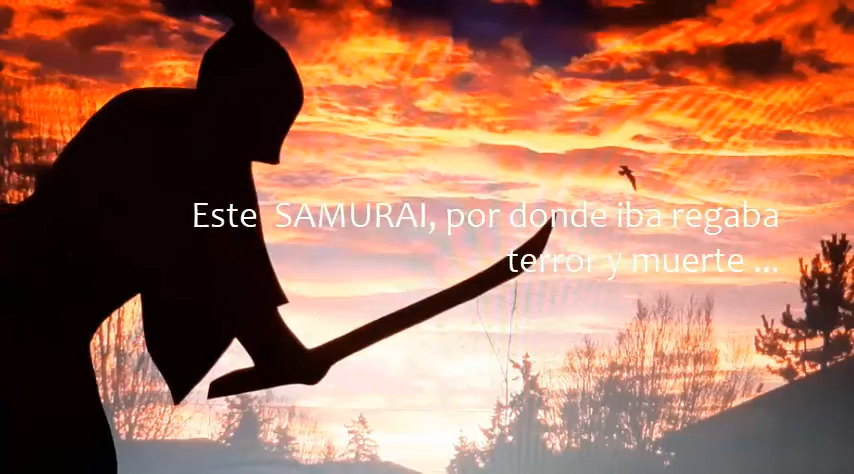 Este SAMURAI, por donde iba regaba
terror y muerte ...